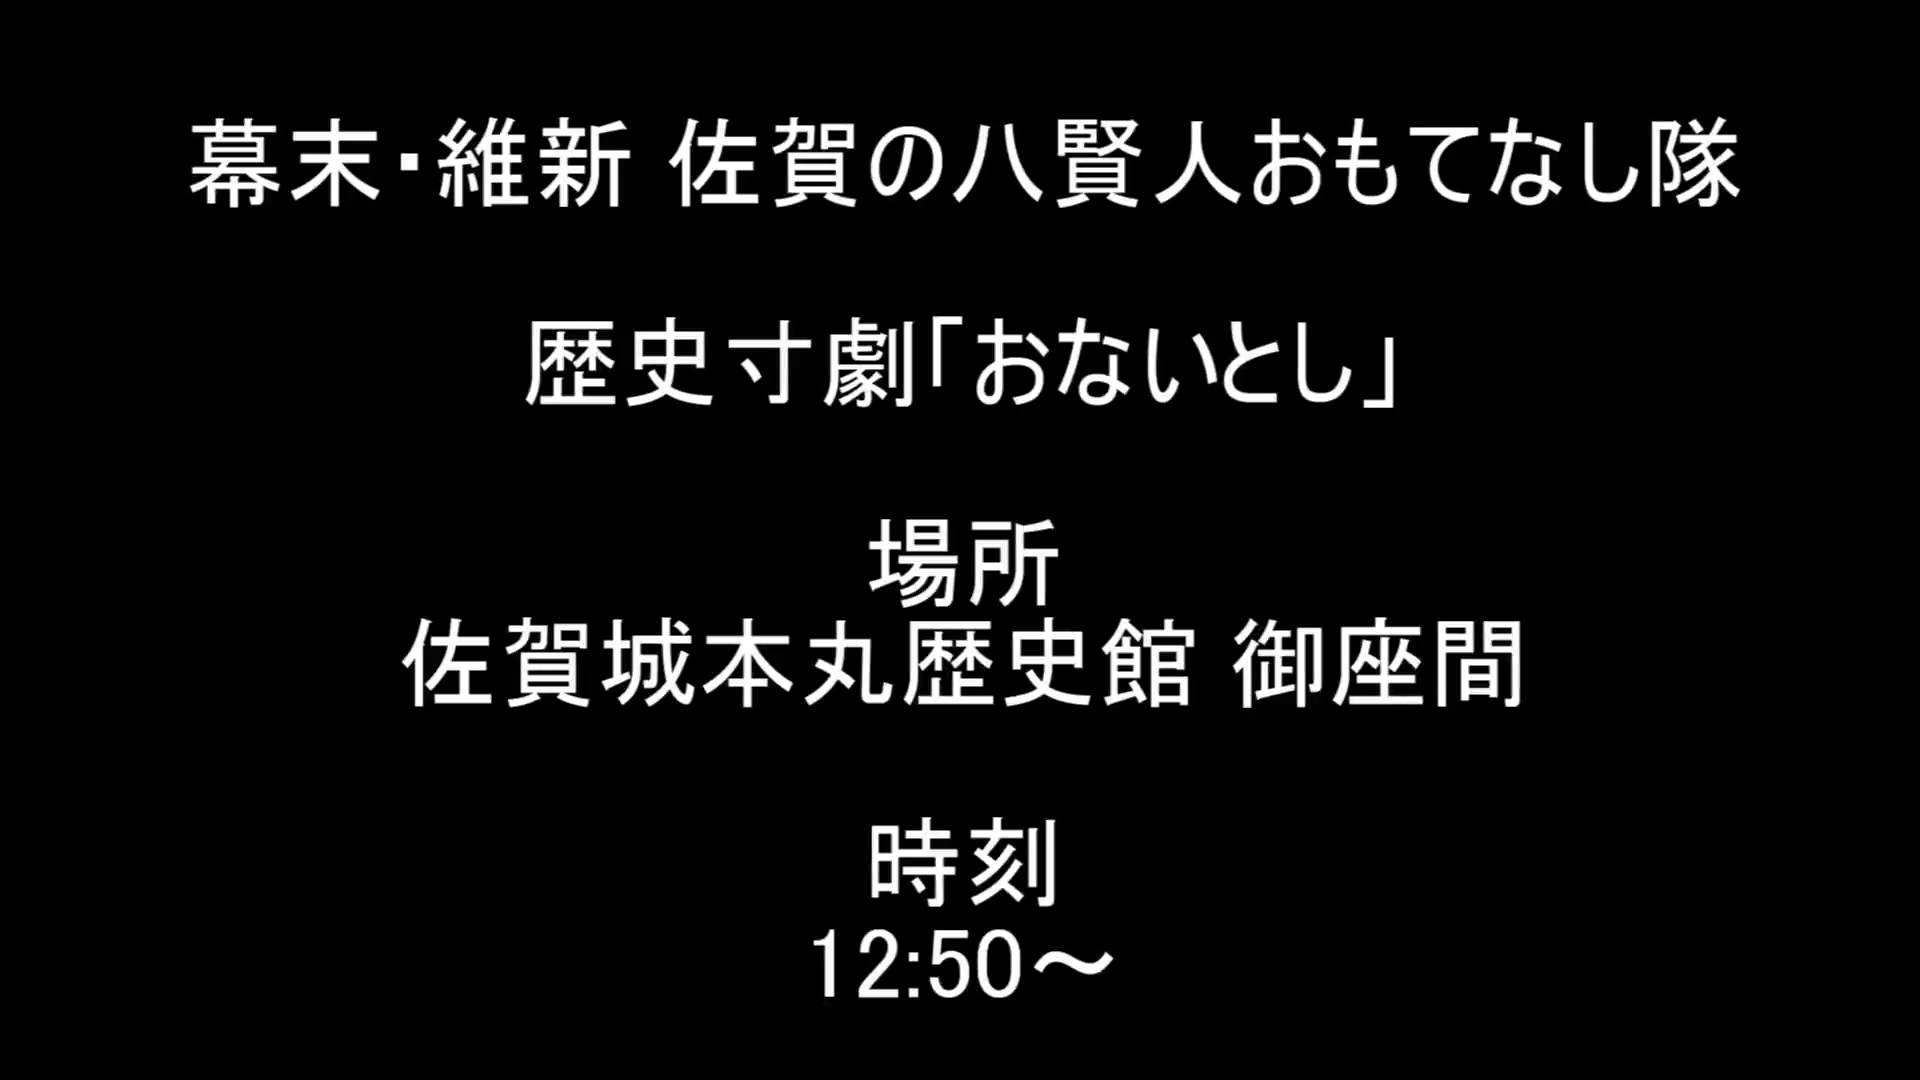 幕末・維新 佐賀の八賢人おもてなし隊
歴史寸劇「おないとし」
場所
佐賀城本丸歴史館 御座間
時刻
12:50～